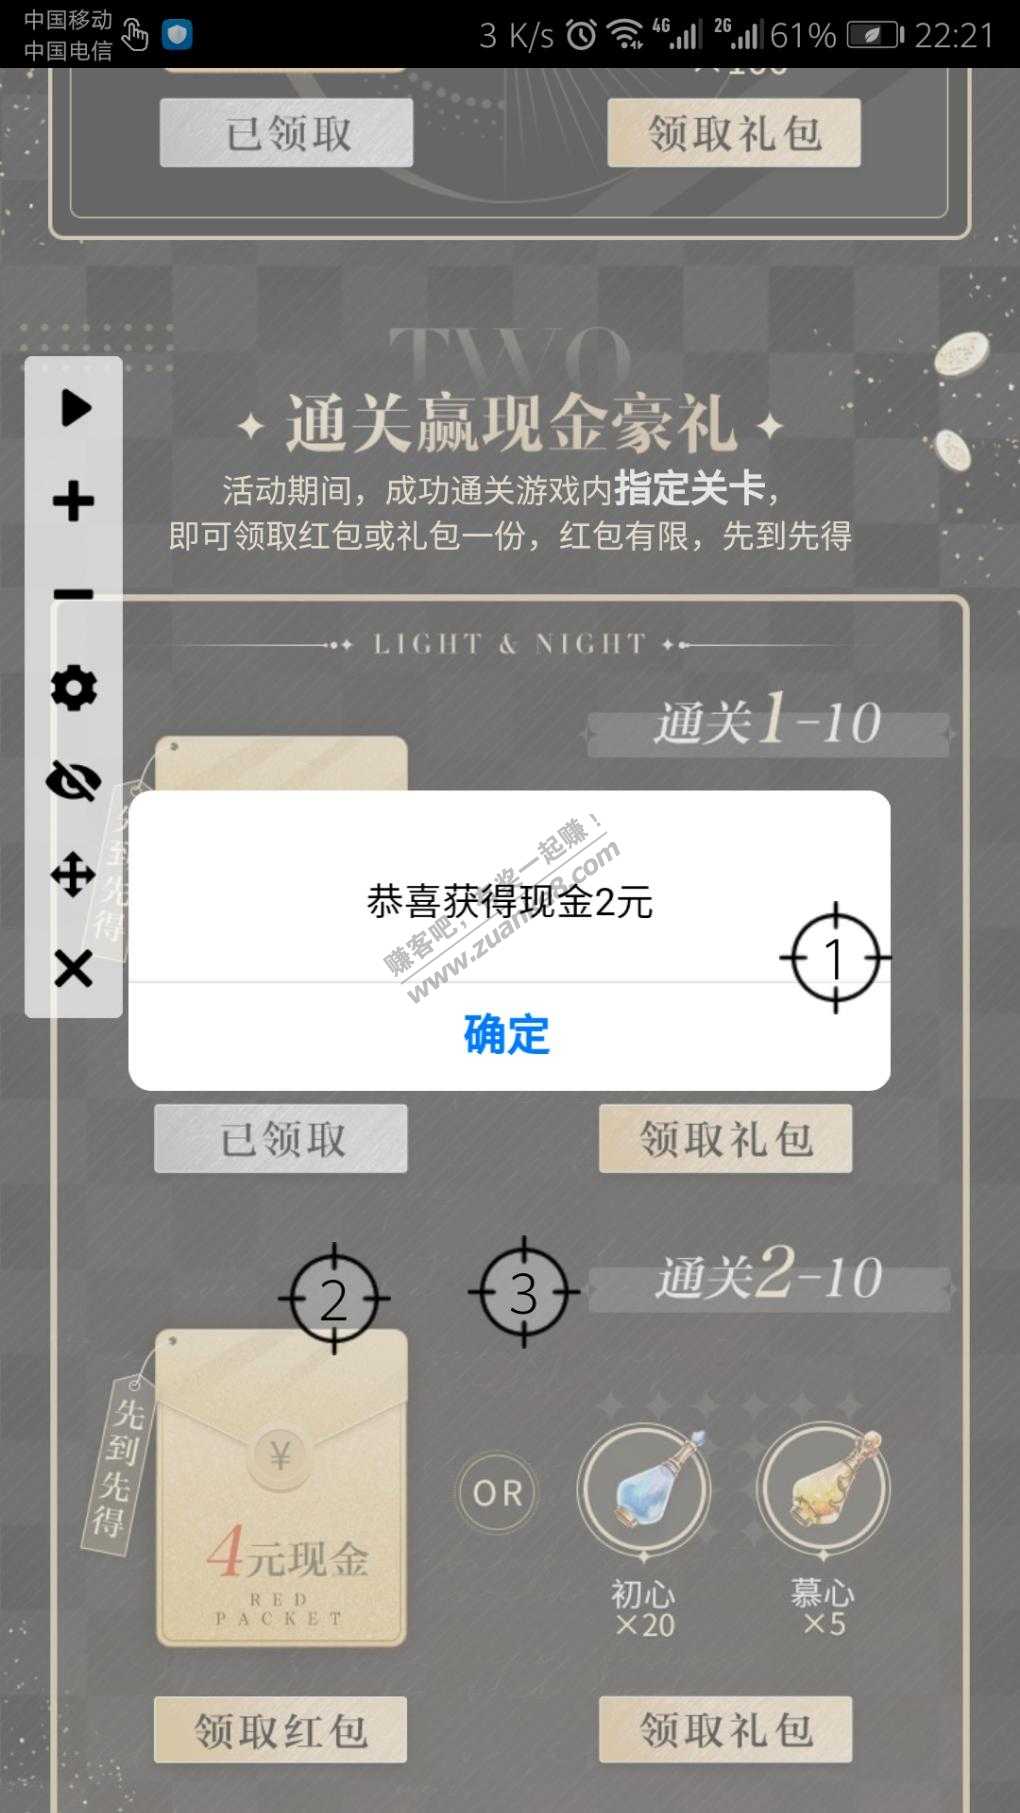 中国移动
中国电信
3 K/s 4G 2G 61% 22:21
×100
已领取 领取礼包
TWO
通关赢现金豪礼
活动期间，成功通关游戏内指定关卡，
即可领取红包或礼包一份，红包有限，先到先得
LIGHT & NIGHT
通关1-10
到先得
恭喜获得现金2元
赚客吧，有奖一起赚！
www.zuanke8.com
1
确定
已领取 领取礼包
2 3 通关2-10
先到先得
¥
OR
4元现金
RED
PACKET
初心 慕心
×20 ×5
领取红包 领取礼包